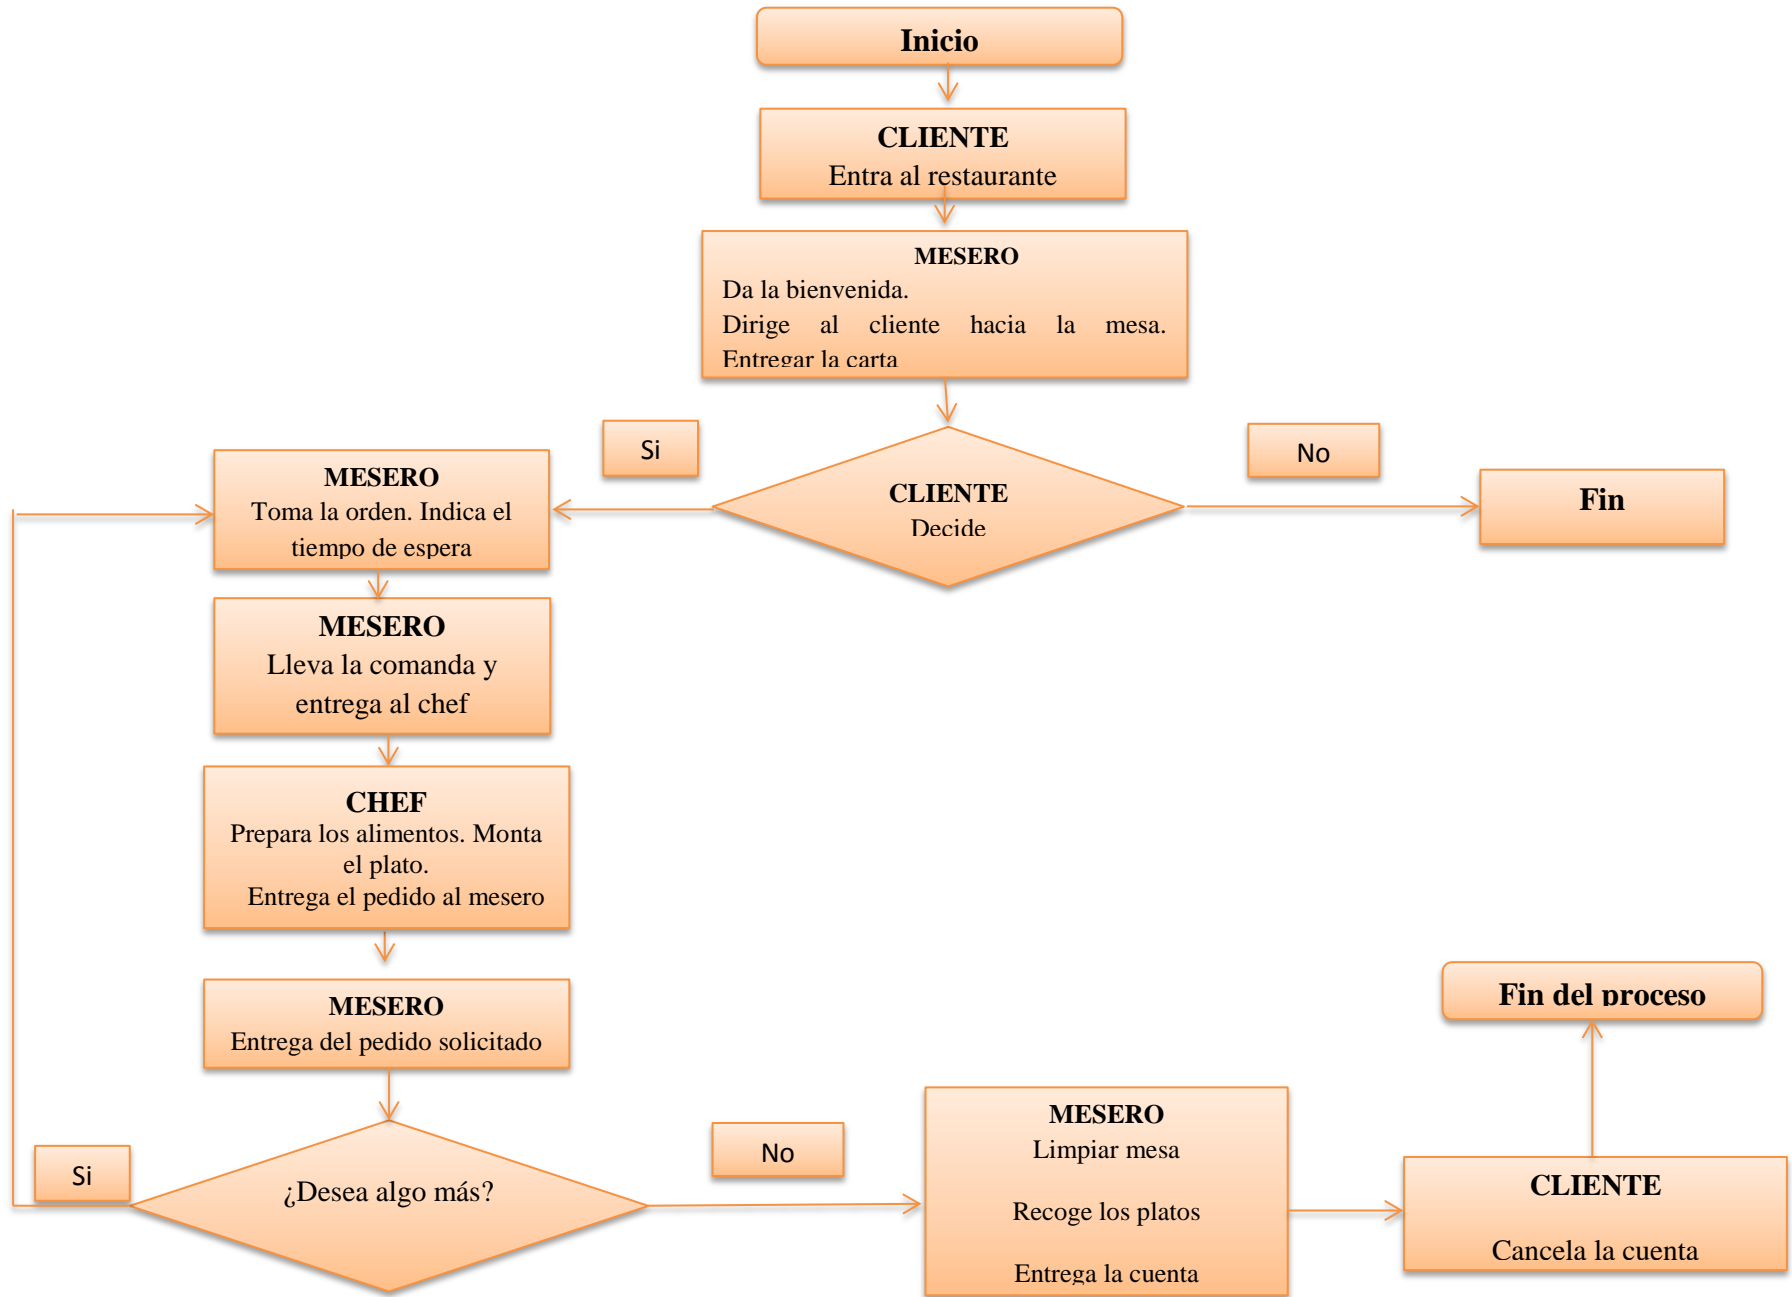 Inicio
CLIENTE
Entra al restaurante
MESERO
Da la bienvenida.
Dirige al cliente hacia la mesa.
Entregar la carta
Si
No
CLIENTE
Decide
Fin
MESERO
Toma la orden. Indica el
tiempo de espera
MESERO
Lleva la comanda y
entrega al chef
CHEF
Prepara los alimentos. Monta
el plato.
Entrega el pedido al mesero
MESERO
Entrega del pedido solicitado
Si
¿Desea algo más?
No
MESERO
Limpiar mesa
Recoge los platos
Entrega la cuenta
CLIENTE
Cancela la cuenta
Fin del proceso